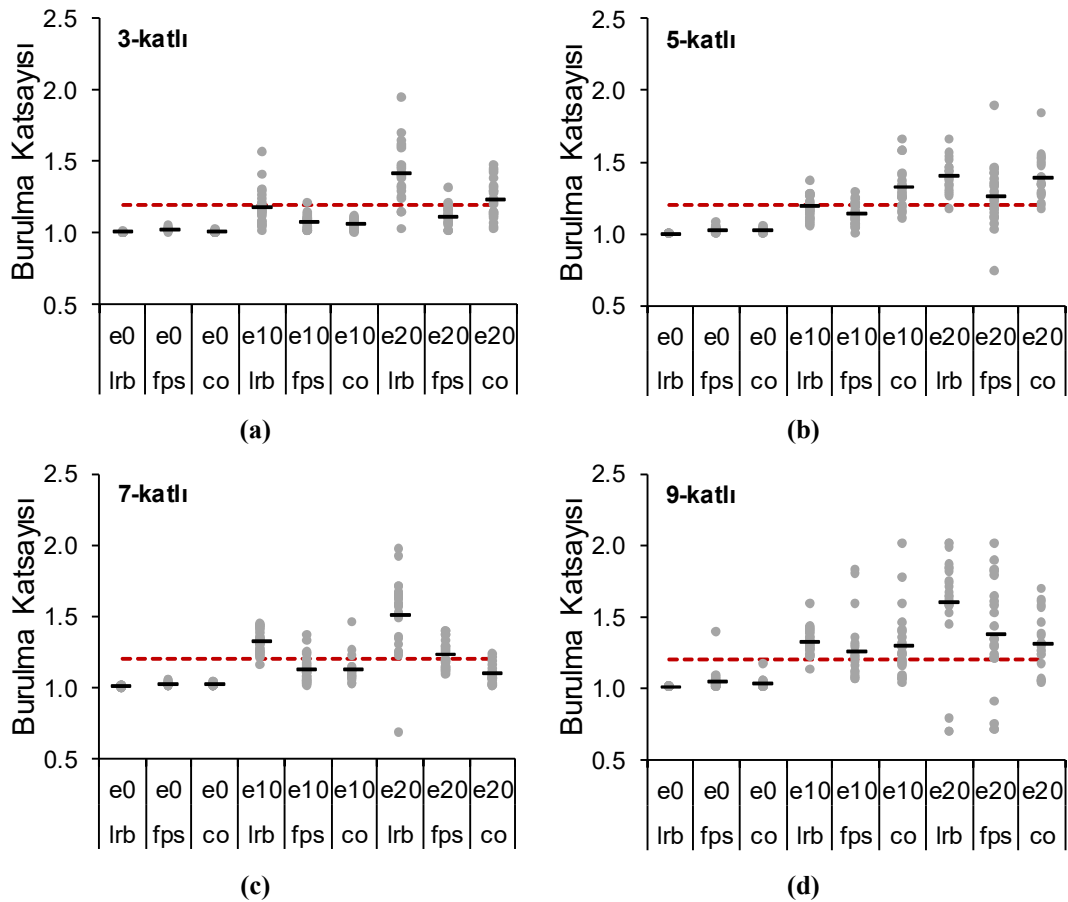 2.5
3-katlı
2.0
1.5
1.0
0.5
Burulma Katsayısı
e0 e0 e0 e10 e10 e10 e20 e20 e20
lrb fps co lrb fps co lrb fps co
(a)
2.5
5-katlı
2.0
1.5
1.0
0.5
Burulma Katsayısı
e0 e0 e0 e10 e10 e10 e20 e20 e20
lrb fps co lrb fps co lrb fps co
(b)
2.5
7-katlı
2.0
1.5
1.0
0.5
Burulma Katsayısı
e0 e0 e0 e10 e10 e10 e20 e20 e20
lrb fps co lrb fps co lrb fps co
(c)
2.5
9-katlı
2.0
1.5
1.0
0.5
Burulma Katsayısı
e0 e0 e0 e10 e10 e10 e20 e20 e20
lrb fps co lrb fps co lrb fps co
(d)